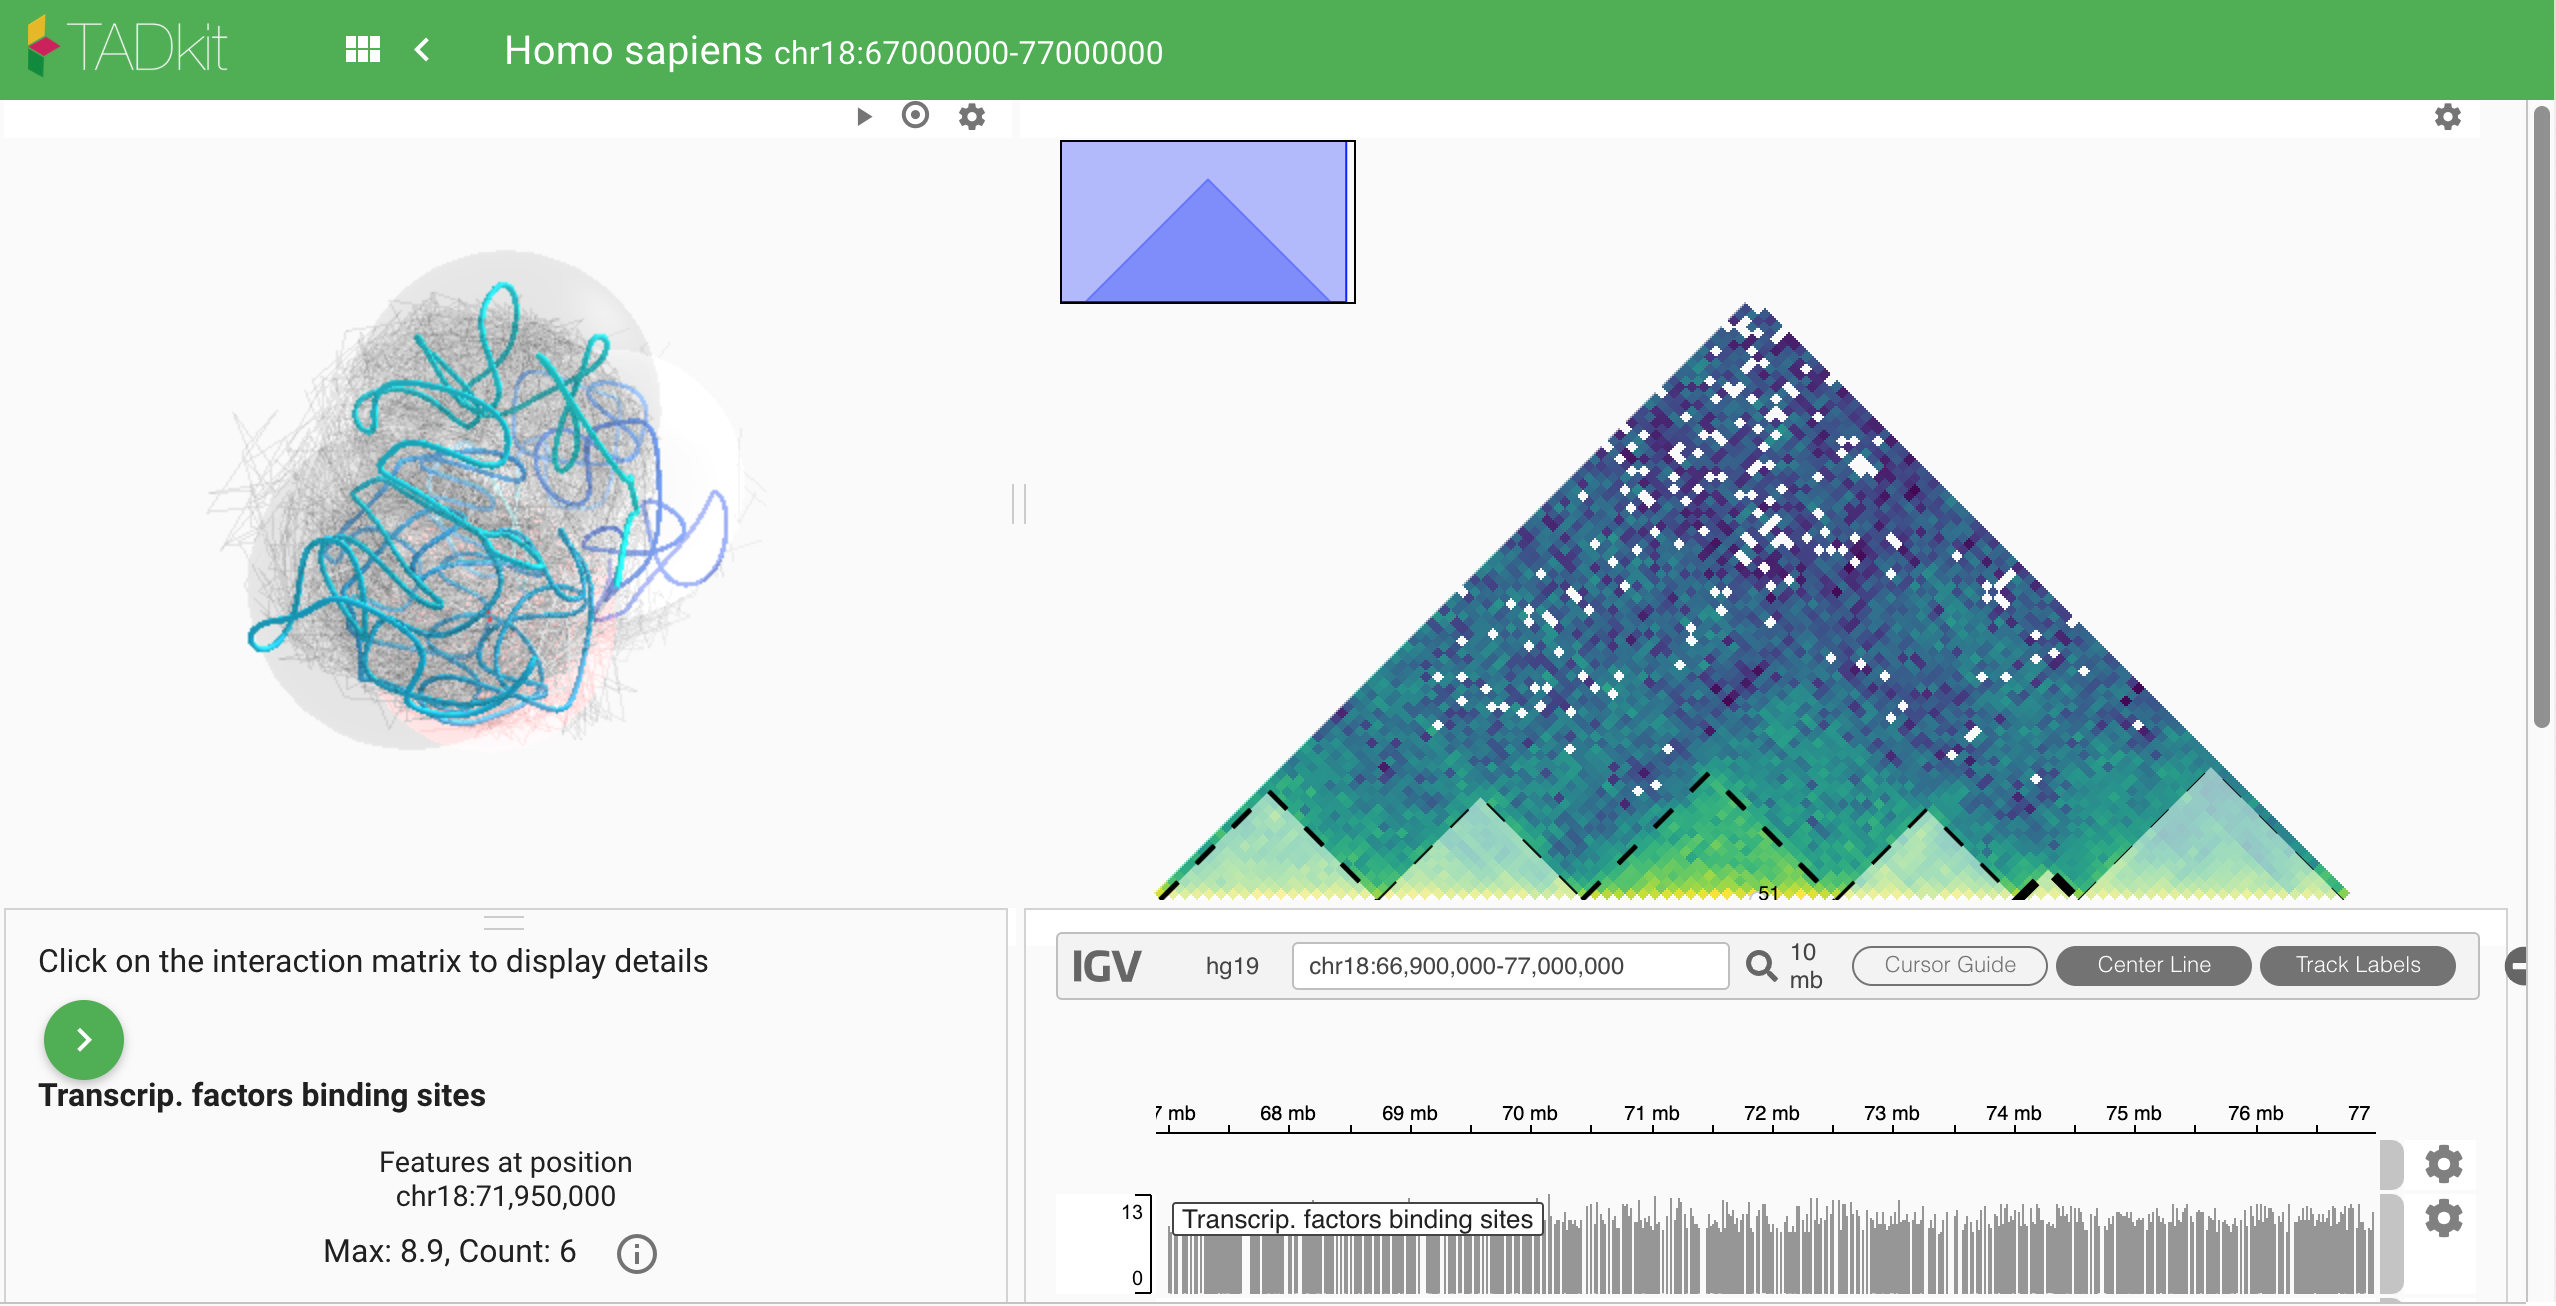 TADkit
Homo sapiens chr18:67000000-77000000
51
Click on the interaction matrix to display details
Transcrip. factors binding sites
Features at position
chr18:71,950,000
Max: 8.9, Count: 6
IGV
hg19
chr18:66,900,000-77,000,000
10
mb
Cursor Guide
Center Line
Track Labels
7 mb 68 mb 69 mb 70 mb 71 mb 72 mb 73 mb 74 mb 75 mb 76 mb 77
13
Transcrip. factors binding sites
0